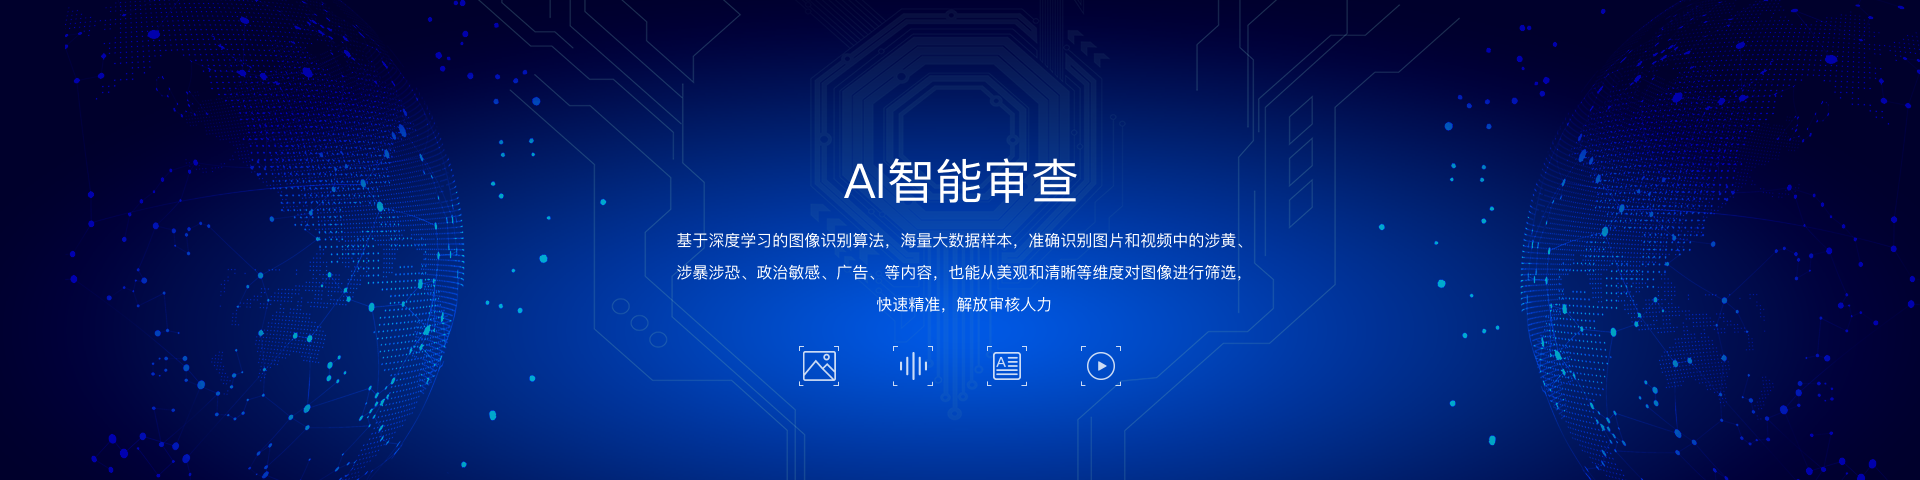 AI智能审查
基于深度学习的图像识别算法，海量大数据样本，准确识别图片和视频中的涉黄、
涉暴涉恐、政治敏感、广告、等内容，也能从美观和清晰等维度对图像进行筛选，
快速精准，解放审核人力
A